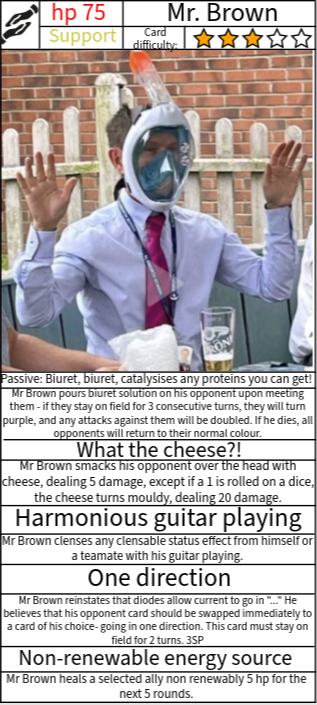 hp 75
Mr. Brown
Support
Card
difficulty:
Passive: Biuret, biuret, catalysises any proteins you can get!
Mr Brown pours biuret solution on his opponent upon meeting
them - if they stay on field for 3 consecutive turns, they will turn
purple, and any attacks against them will be doubled. If he dies, all
opponents will return to their normal colour.
What the cheese?!
Mr Brown smacks his opponent over the head with
cheese, dealing 5 damage, except if a 1 is rolled on a dice,
the cheese turns mouldy, dealing 20 damage.
Harmonious guitar playing
Mr Brown clenses any clensable status effect from himself or
a teamate with his guitar playing.
One direction
Mr Brown reinstates that diodes allow current to go in "..." He
believes that his opponent card should be swapped immediately to
a card of his choice- going in one direction. This card must stay on
field for 2 turns. 3SP
Non-renewable energy source
Mr Brown heals a selected ally non renewably 5 hp for the
next 5 rounds.